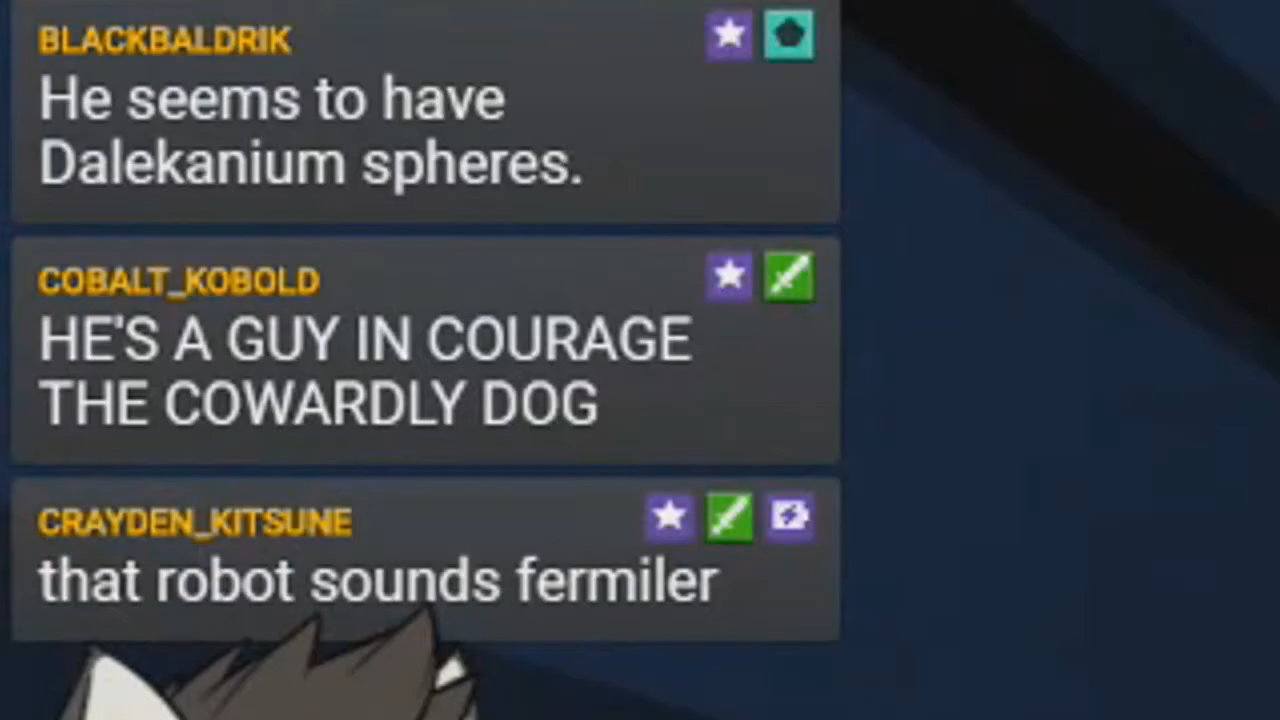 BLACKBALDRIK
He seems to have
Dalekanium spheres.
COBALT_KOBOLD
HE'S A GUY IN COURAGE
THE COWARDLY DOG
CRAYDEN_KITSUNE
that robot sounds fermiler